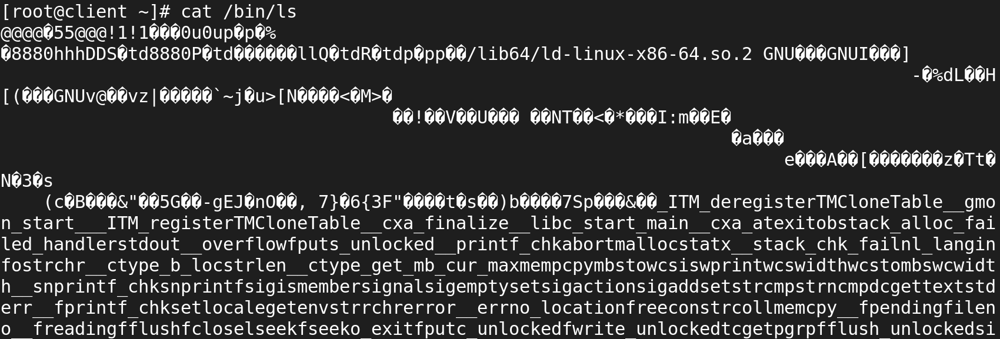 [root@client ~]# cat /bin/ls
@@@@�55@@@!1!1���0u0up�p�%
�8880hhhDDS�td8880P�td������llQ�tdR�tdp�pp��/lib64/ld-linux-x86-64.so.2 GNU���GNUI���]
-�%dL��H
[(���GNUv@��vz|�����`~j�u>[N����<�M>�
��!��V��U��� ��NT��<�*���I:m��E�
�a���
e���A��[�������z�Tt�
N�3�s
(c�B���&"��5G��-gEJ�nO��, 7}�6{3F"����t�s��)b����7Sp���&��_ITM_deregisterTMCloneTable__gmo
n_start___ITM_registerTMCloneTable__cxa_finalize__libc_start_main__cxa_atexitobstack_alloc_fai
led_handlerstdout__overflowfputs_unlocked__printf_chkabortmallocstatx__stack_chk_failnl_langin
fostrchr__ctype_b_locstrlen__ctype_get_mb_cur_maxmempcpymbstowcsiswprintwcswidthwcstombswcwidt
h__snprintf_chksnprintfsigismembersignalsigemptysetsigactionsigaddsetstrcmpstrncmpdcgettextstd
err__fprintf_chksetlocalegetenvstrrchrerror__errno_locationfreeconstrcollmemcpy__fpendingfilen
o__freadingfflushfcloselseekfseeko_exitfputc_unlockedfwrite_unlockedtcgetpgrpfflush_unlockedsi